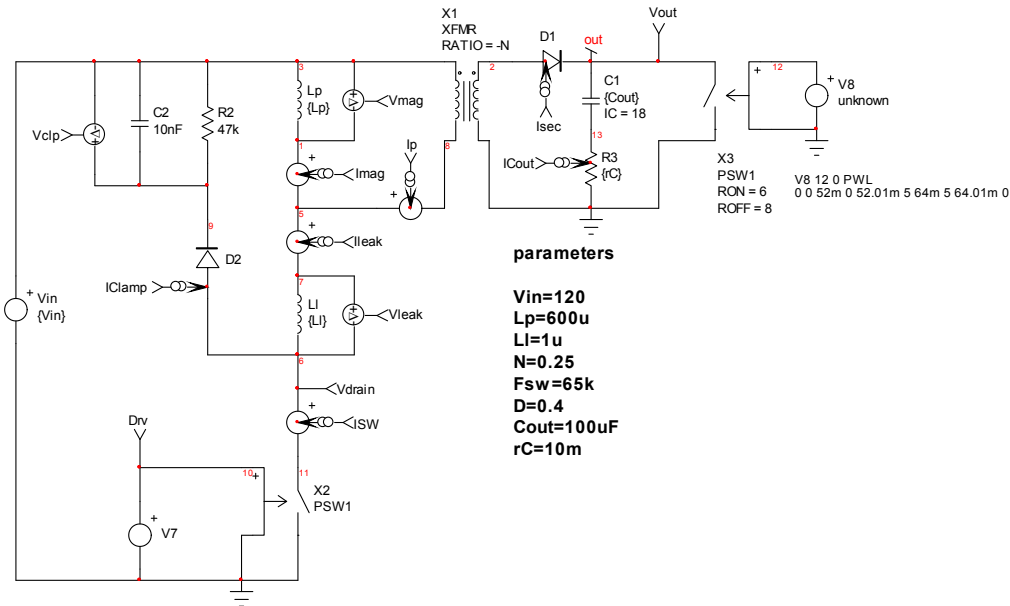 X1
XFMR
RATIO = -N
D1
out
Vout
3
2
12
Lp
{Lp}
Vmag
C2
10nF
R2
47k
Vclp
C1
{Cout}
IC = 18
Isec
V8
unknown
1
Ip
8
13
Imag
ICout
R3
{rC}
X3
PSW1
RON = 6
ROFF = 8
V8 12 0 PWL
0 0 52m 0 52.01m 5 64m 5 64.01m 0
5
9
Ileak
D2
parameters
7
IClamp
Vin
{Vin}
Ll
{Ll}
Vleak
Vin=120
Lp=600u
Ll=1u
N=0.25
Fsw=65k
D=0.4
Cout=100uF
rC=10m
6
Vdrain
ISW
Drv
10
11
X2
PSW1
V7